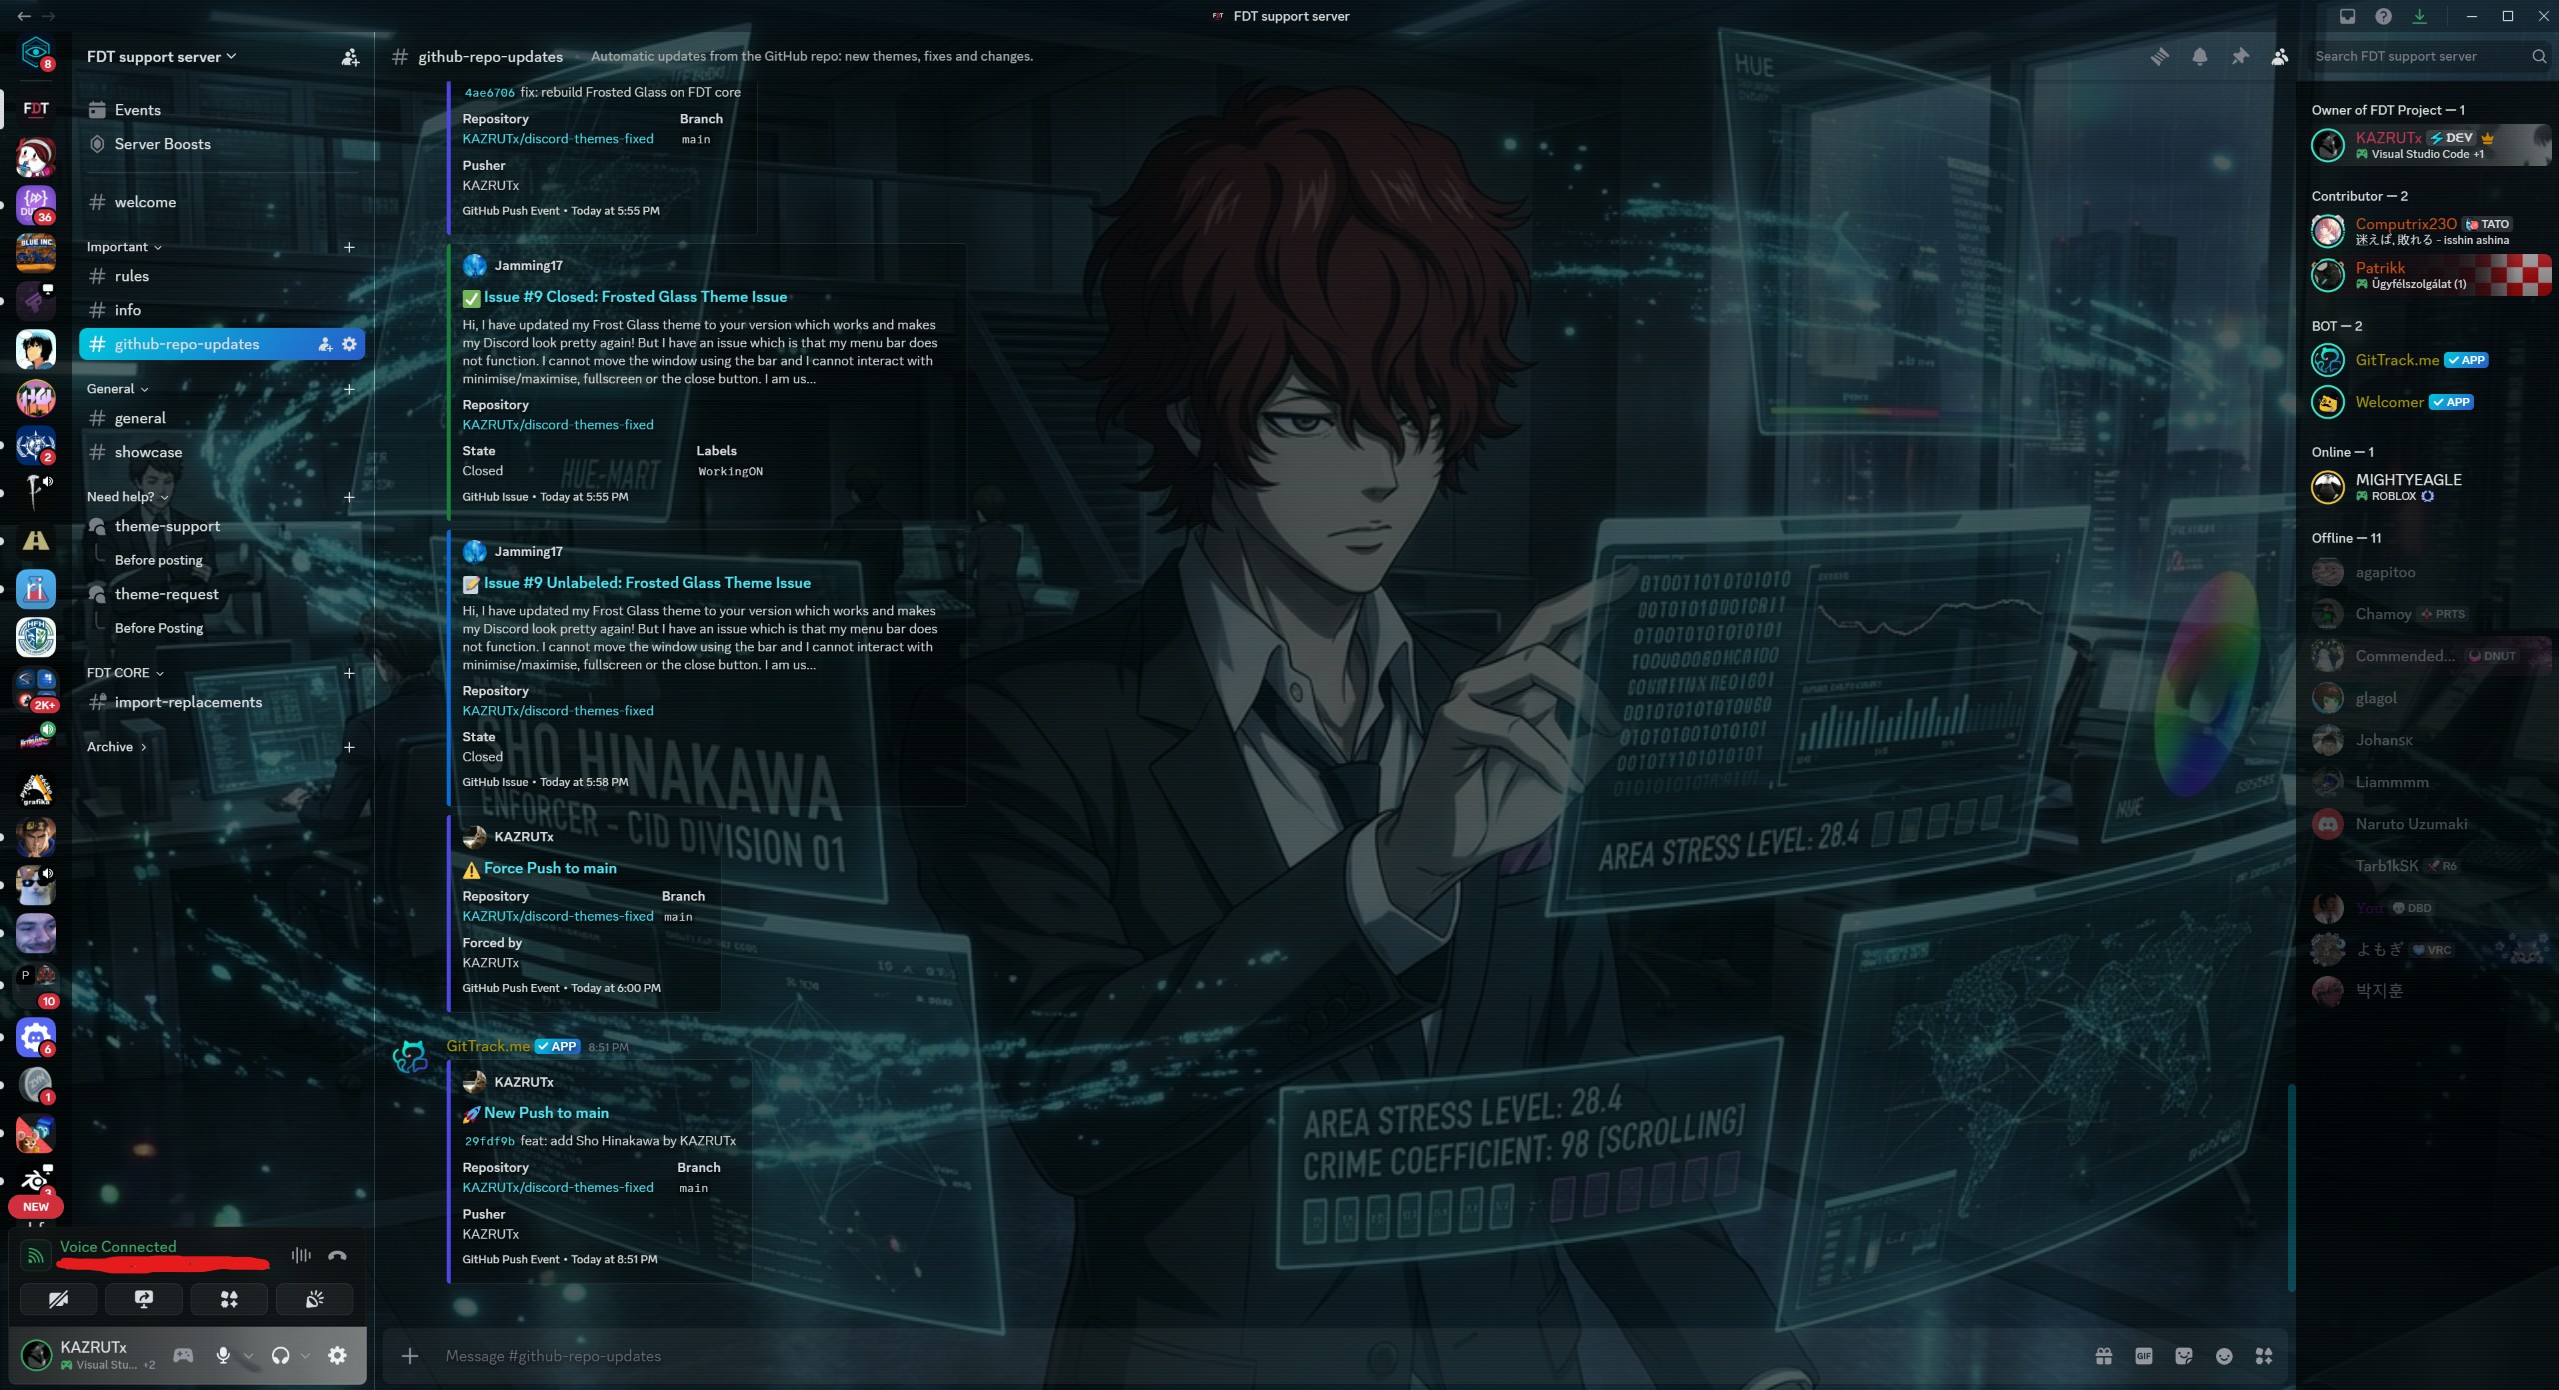 FDT support server
FDT support server
Events
Server Boosts
welcome
Important
rules
info
github-repo-updates
General
general
showcase
Need help?
theme-support
Before posting
theme-request
Before Posting
FDT CORE
import-replacements
Archive
8
36
2
2K+
10
6
1
3
NEW
Voice Connected
KAZRUTx
Visual Stu... +2
github-repo-updates
Automatic updates from the GitHub repo: new themes, fixes and changes.
4ae6706 fix: rebuild Frosted Glass on FDT core
Repository Branch
KAZRUTx/discord-themes-fixed main
Pusher
KAZRUTx
GitHub Push Event • Today at 5:55 PM
Jamming17
Issue #9 Closed: Frosted Glass Theme Issue
Hi, I have updated my Frost Glass theme to your version which works and makes
my Discord look pretty again! But I have an issue which is that my menu bar does
not function. I cannot move the window using the bar and I cannot interact with
minimise/maximise, fullscreen or the close button. I am us...
Repository
KAZRUTx/discord-themes-fixed
State Labels
Closed WorkingON
GitHub Issue • Today at 5:55 PM
Jamming17
Issue #9 Unlabeled: Frosted Glass Theme Issue
Hi, I have updated my Frost Glass theme to your version which works and makes
my Discord look pretty again! But I have an issue which is that my menu bar does
not function. I cannot move the window using the bar and I cannot interact with
minimise/maximise, fullscreen or the close button. I am us...
Repository
KAZRUTx/discord-themes-fixed
State
Closed
GitHub Issue • Today at 5:58 PM
KAZRUTx
Force Push to main
Repository Branch
KAZRUTx/discord-themes-fixed main
Forced by
KAZRUTx
GitHub Push Event • Today at 6:00 PM
GitTrack.me APP 8:51 PM
KAZRUTx
New Push to main
29fdf9b feat: add Sho Hinakawa by KAZRUTx
Repository Branch
KAZRUTx/discord-themes-fixed main
Pusher
KAZRUTx
GitHub Push Event • Today at 8:51 PM
Message #github-repo-updates
GIF
HUE-MART
SHO HINAKAWA
ENFORCER - CID DIVISION 01
HUE
AREA STRESS LEVEL: 28.4
AREA STRESS LEVEL: 28.4
CRIME COEFFICIENT: 98 [SCROLLING]
Search FDT support server
Owner of FDT Project — 1
KAZRUTx DEV
Visual Studio Code +1
Contributor — 2
Computrix23O TATO
迷えば, 敗れる - isshin ashina
Patrikk
Ügyfélszolgálat (1)
BOT — 2
GitTrack.me APP
Welcomer APP
Online — 1
MIGHTYEAGLE
ROBLOX
Offline — 11
agapitoo
Chamoy PRTS
Commended... DNUT
glagol
Johansĸ
Liammmm
Naruto Uzumaki
Tarb1kSK R6
You DBD
よもぎ VRC
박지훈